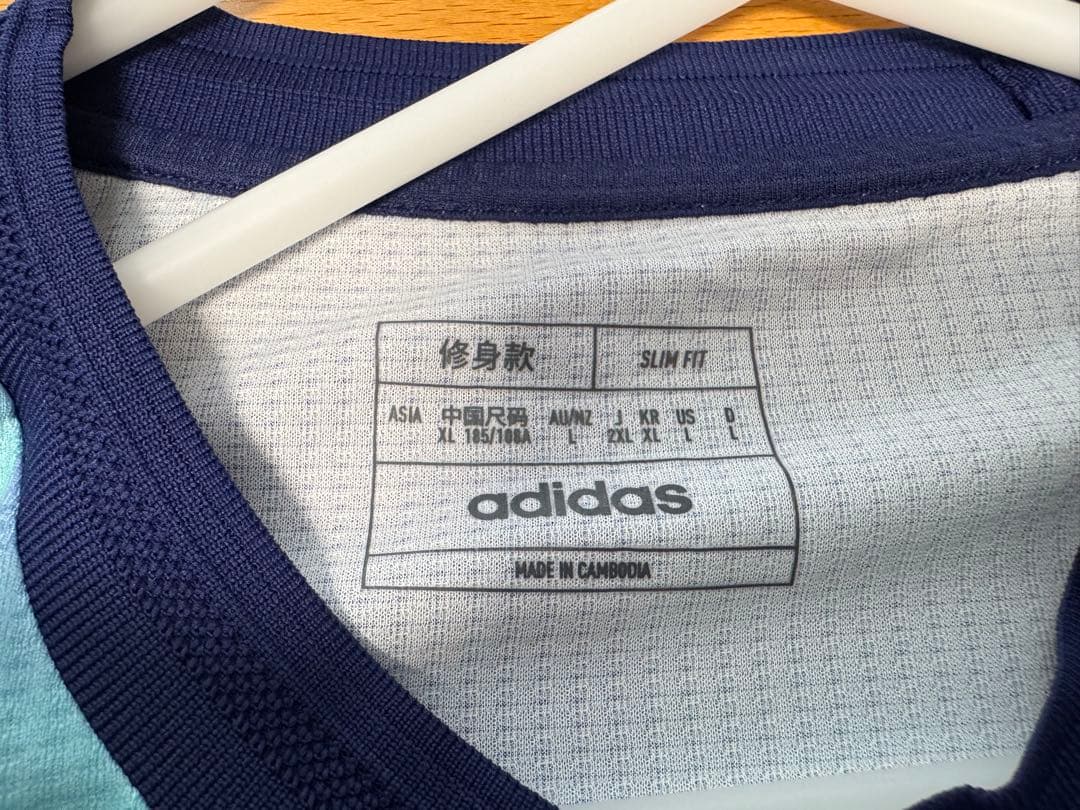 修身款 SLIM FIT
ASIA 中国尺码 AU/NZ J KR US D
XL 185/108A L 2XL XL L L
adidas
MADE IN CAMBODIA